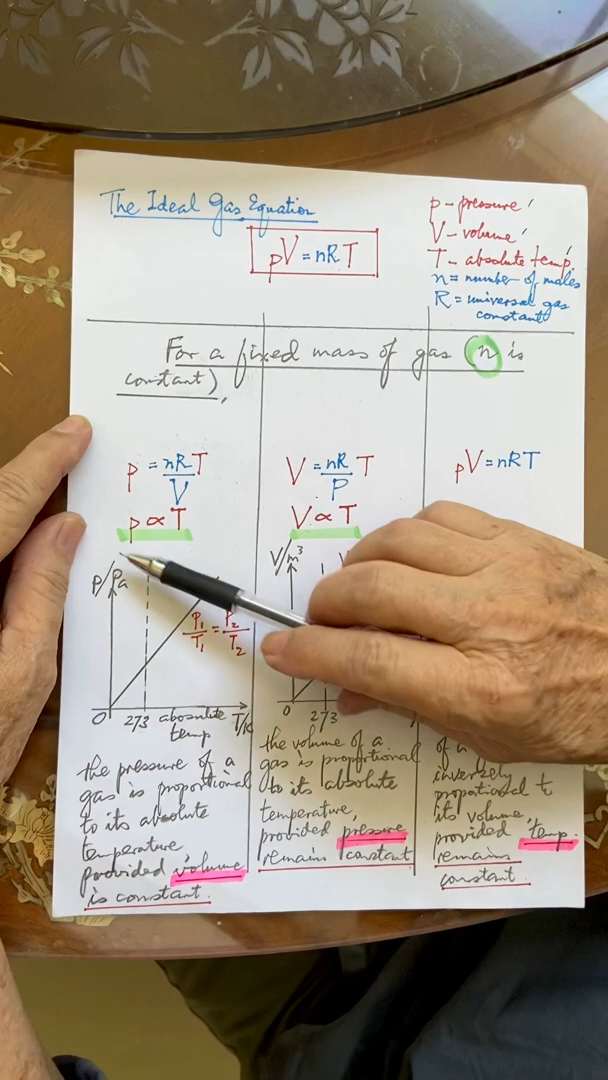 The Ideal Gas Equation
pV = nRT
p - pressure
V - volume
T - absolute temp.
n = number of moles
R = universal gas
constant
For a fixed mass of gas (n is
constant),
p = nR/V T
p ∝ T
P/Pa
P1/T1 = P2/T2
0 273 absolute T/K
temp
the pressure of a
gas is proportional
to its absolute
temperature
provided volume
is constant.
V = nR/P T
V ∝ T
V/m³
0 273
the volume of a
gas is proportional
to its absolute
temperature,
provided pressure
remains constant
pV = nRT
of a
inversely
proportional to
its volume,
provided temp.
remains
constant.